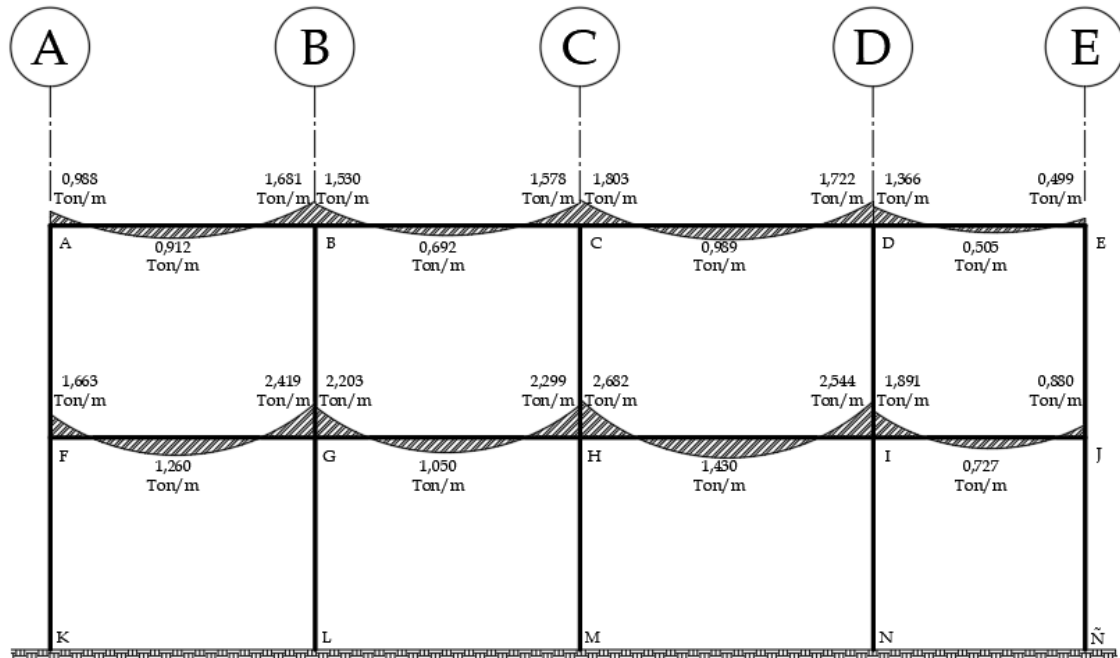 A B C D E
0,988 1,681 1,530 1,578 1,803 1,722 1,366 0,499
Ton/m Ton/m Ton/m Ton/m Ton/m Ton/m Ton/m Ton/m
A B C D E
0,912 0,692 0,989 0,505
Ton/m Ton/m Ton/m Ton/m
1,663 2,419 2,203 2,299 2,682 2,544 1,891 0,880
Ton/m Ton/m Ton/m Ton/m Ton/m Ton/m Ton/m Ton/m
F G H I J
1,260 1,050 1,430 0,727
Ton/m Ton/m Ton/m Ton/m
K L M N Ñ